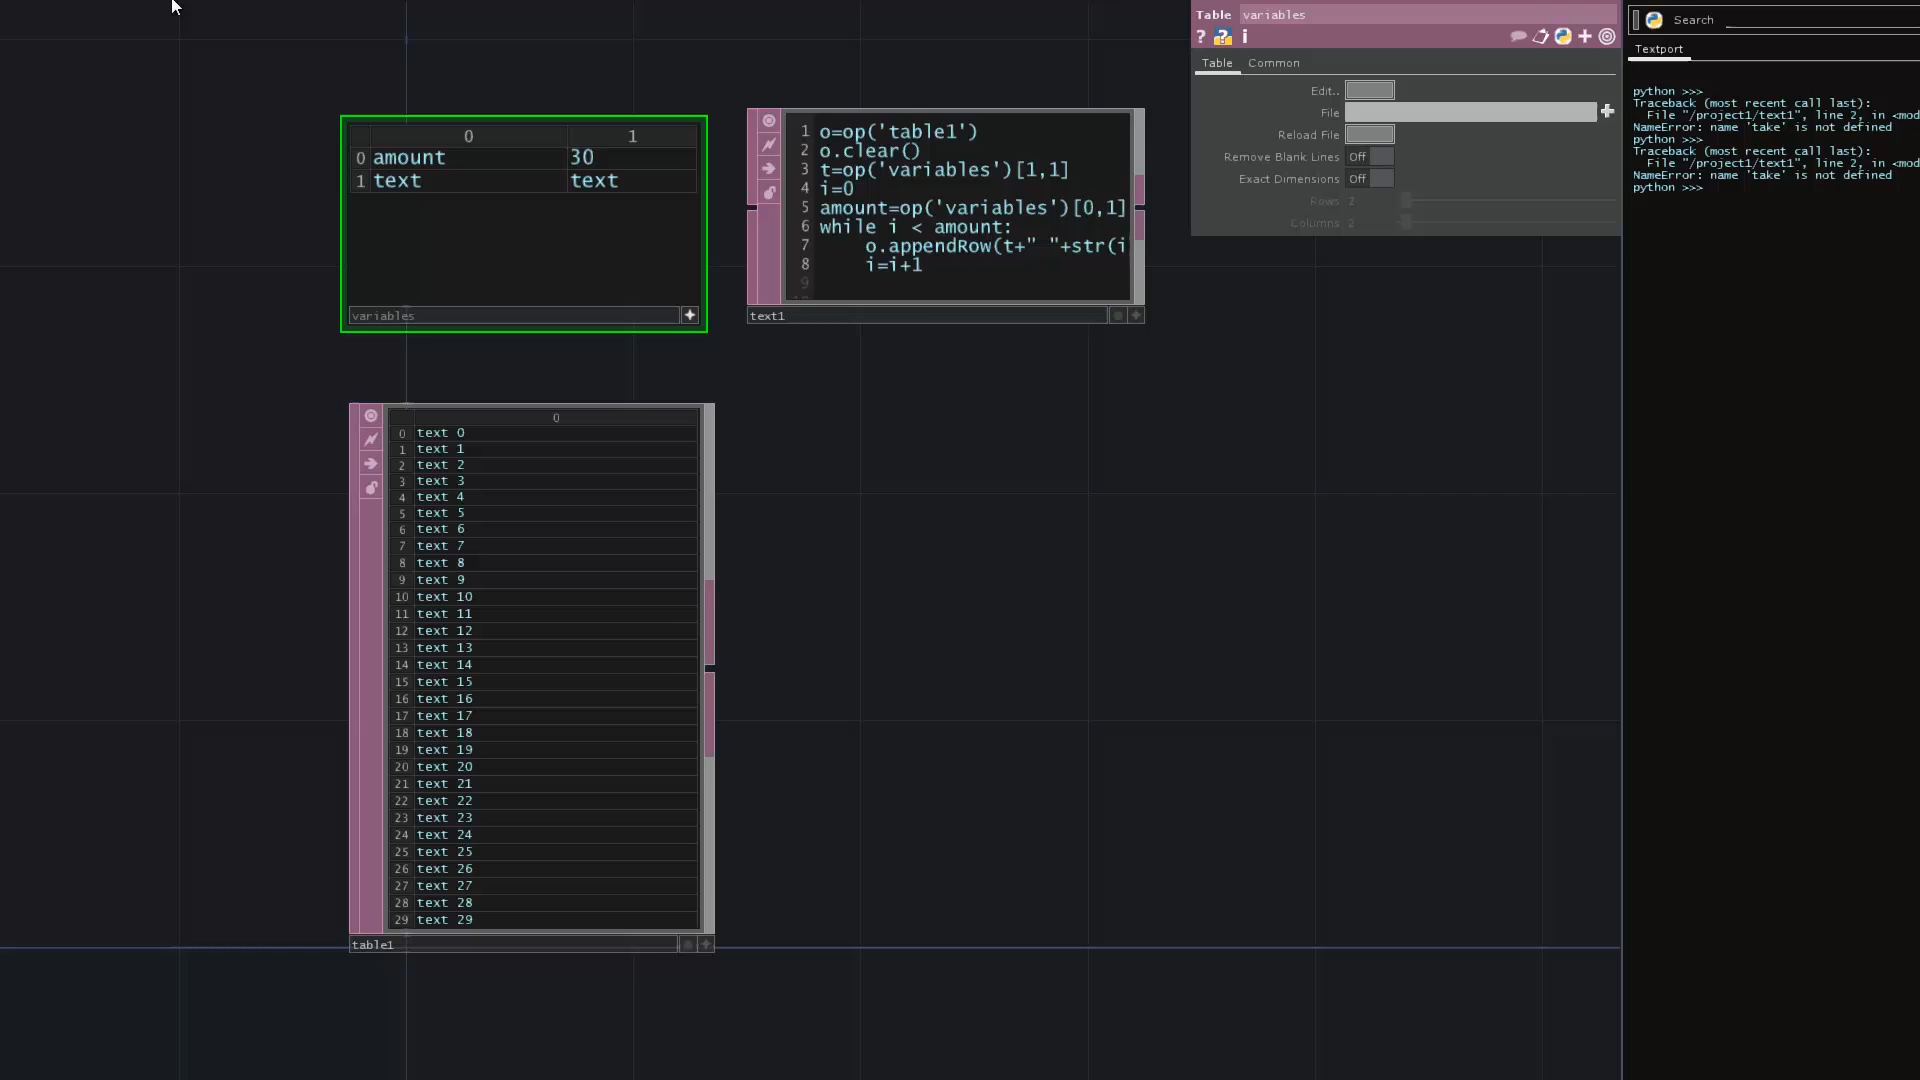 0 1
0 amount 30
1 text text
variables
1 o=op('table1')
2 o.clear()
3 t=op('variables')[1,1]
4 i=0
5 amount=op('variables')[0,1]
6 while i < amount:
7 o.appendRow(t+" "+str(i
8 i=i+1
9
text1
0
0 text 0
1 text 1
2 text 2
3 text 3
4 text 4
5 text 5
6 text 6
7 text 7
8 text 8
9 text 9
10 text 10
11 text 11
12 text 12
13 text 13
14 text 14
15 text 15
16 text 16
17 text 17
18 text 18
19 text 19
20 text 20
21 text 21
22 text 22
23 text 23
24 text 24
25 text 25
26 text 26
27 text 27
28 text 28
29 text 29
table1
Table variables
? ? i
Table Common
Edit..
File
Reload File
Remove Blank Lines Off
Exact Dimensions Off
Rows 2
Columns 2
Search
Textport
python >>>
Traceback (most recent call last):
File "/project1/text1", line 2, in <mod
NameError: name 'take' is not defined
python >>>
Traceback (most recent call last):
File "/project1/text1", line 2, in <mod
NameError: name 'take' is not defined
python >>>